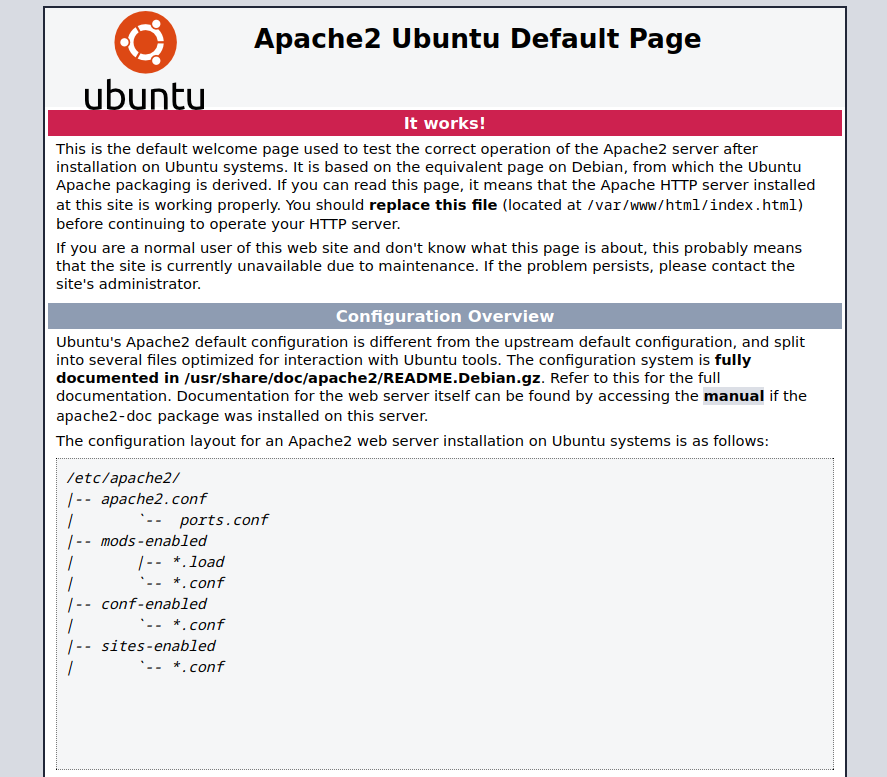 ubuntu
Apache2 Ubuntu Default Page
It works!
This is the default welcome page used to test the correct operation of the Apache2 server after
installation on Ubuntu systems. It is based on the equivalent page on Debian, from which the Ubuntu
Apache packaging is derived. If you can read this page, it means that the Apache HTTP server installed
at this site is working properly. You should replace this file (located at /var/www/html/index.html)
before continuing to operate your HTTP server.
If you are a normal user of this web site and don't know what this page is about, this probably means
that the site is currently unavailable due to maintenance. If the problem persists, please contact the
site's administrator.
Configuration Overview
Ubuntu's Apache2 default configuration is different from the upstream default configuration, and split
into several files optimized for interaction with Ubuntu tools. The configuration system is fully
documented in /usr/share/doc/apache2/README.Debian.gz. Refer to this for the full
documentation. Documentation for the web server itself can be found by accessing the manual if the
apache2-doc package was installed on this server.
The configuration layout for an Apache2 web server installation on Ubuntu systems is as follows:
/etc/apache2/
|-- apache2.conf
|       `--  ports.conf
|-- mods-enabled
|       |-- *.load
|       `-- *.conf
|-- conf-enabled
|       `-- *.conf
|-- sites-enabled
|       `-- *.conf